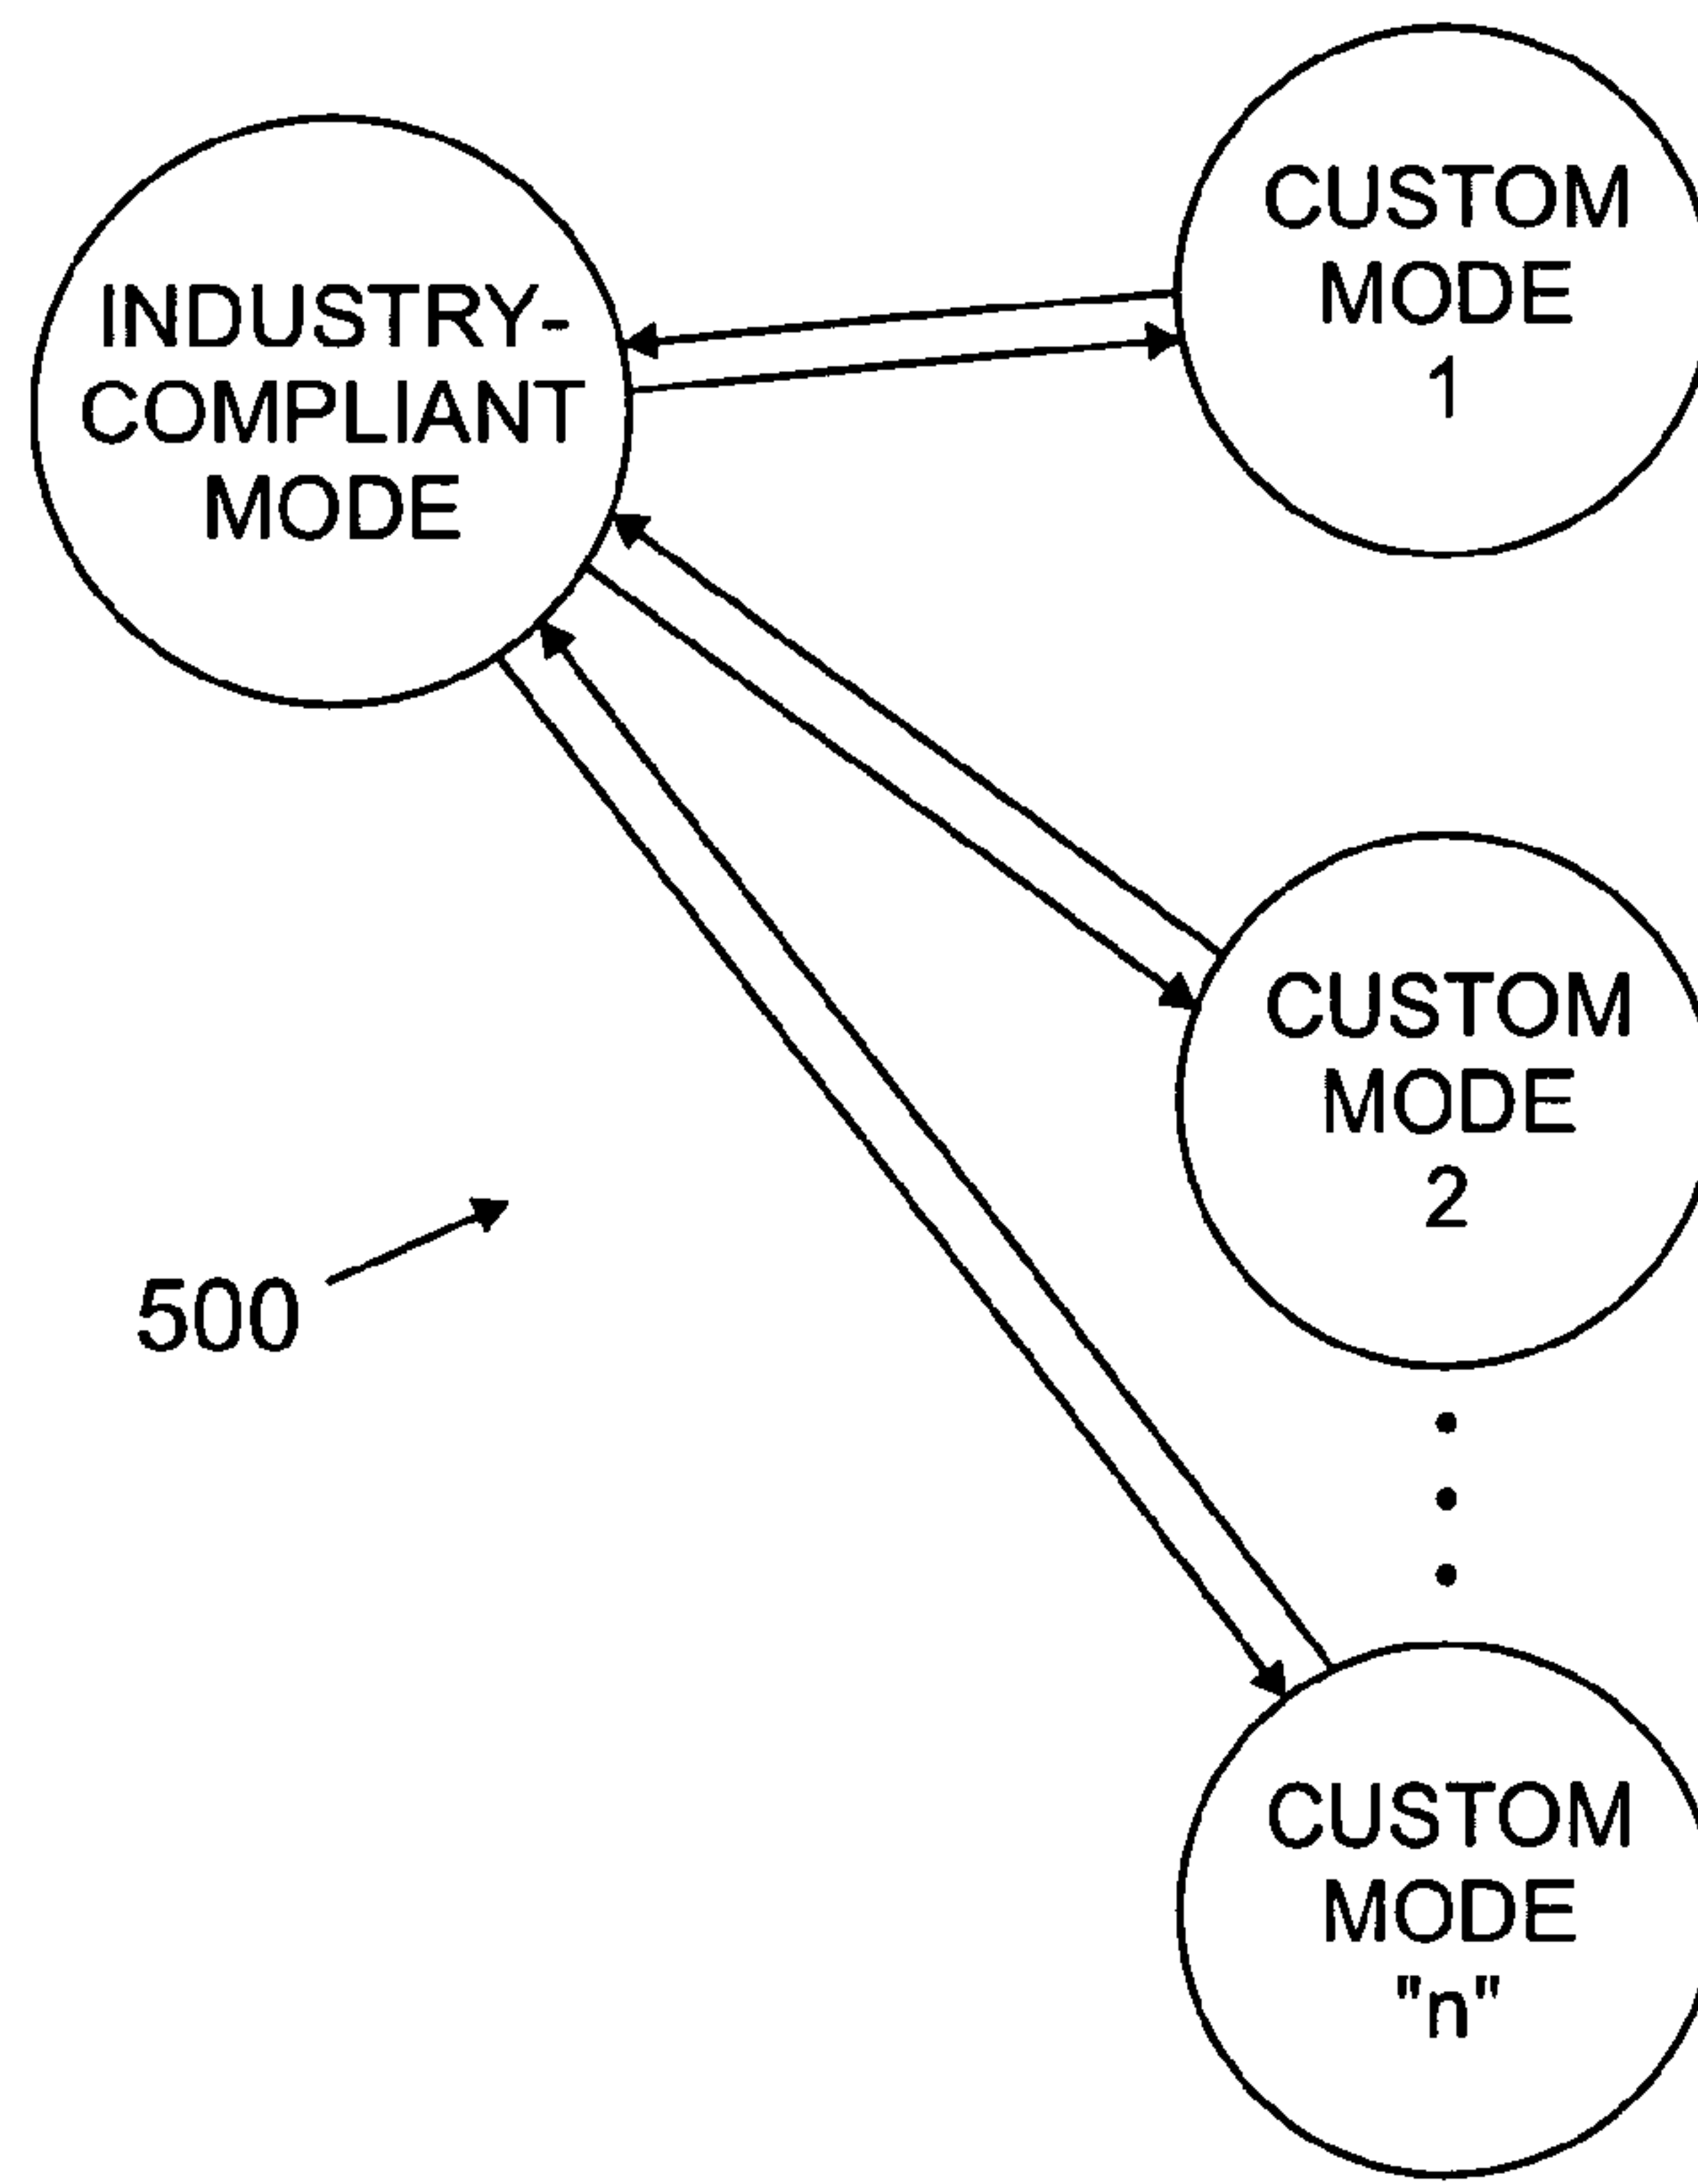 INDUSTRY-
COMPLIANT
MODE
CUSTOM
MODE
1
CUSTOM
MODE
2
500
CUSTOM
MODE
"n"